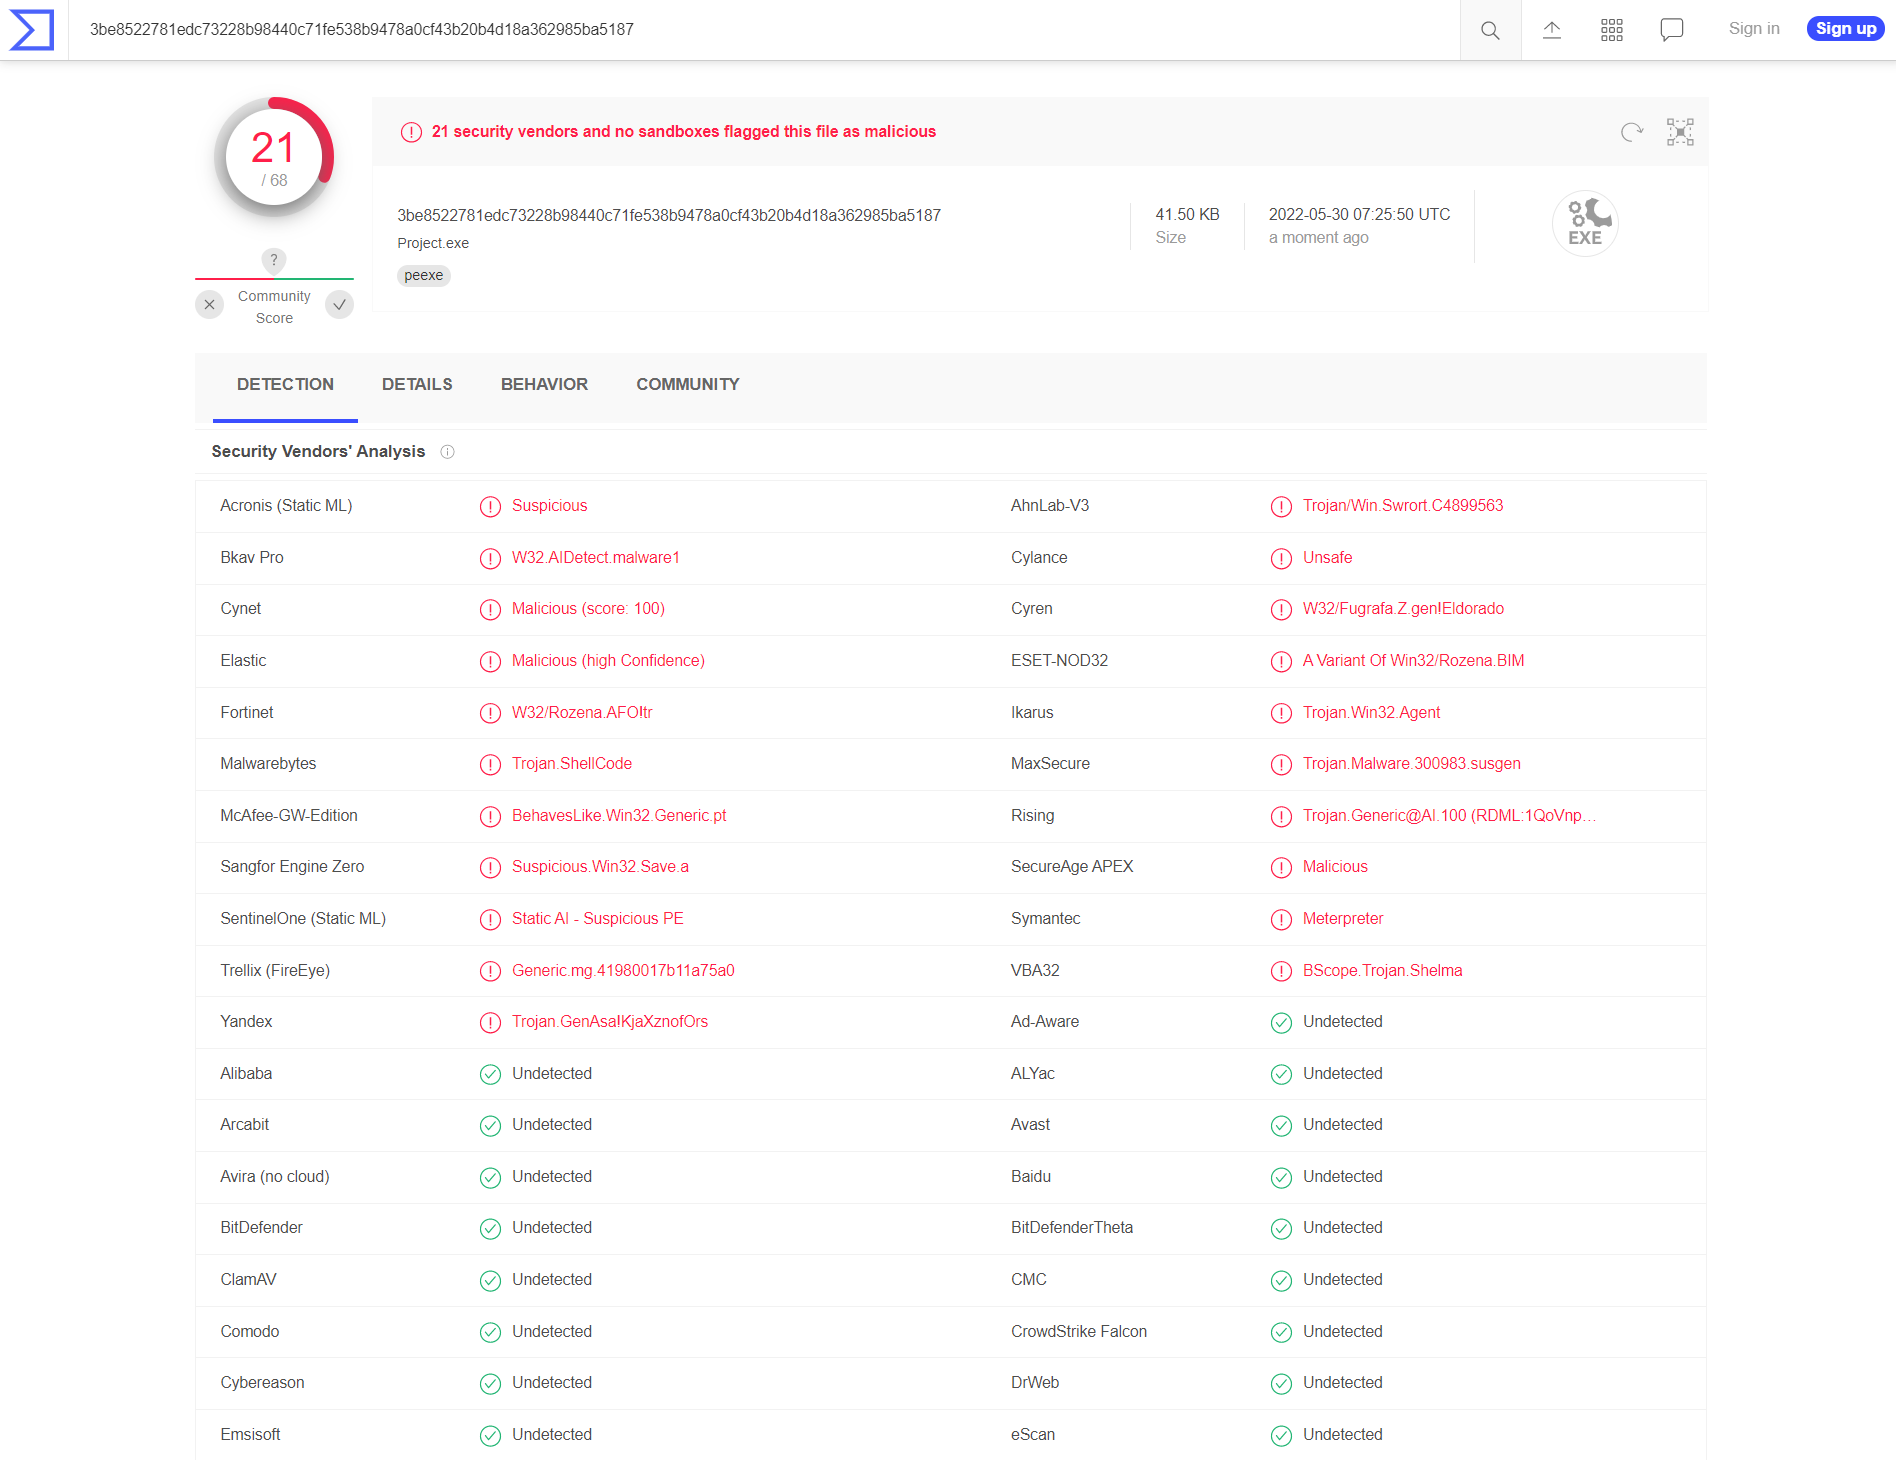 3be8522781edc73228b98440c71fe538b9478a0cf43b20b4d18a362985ba5187
Sign in
Sign up
21
/ 68
21 security vendors and no sandboxes flagged this file as malicious
3be8522781edc73228b98440c71fe538b9478a0cf43b20b4d18a362985ba5187
Project.exe
peexe
41.50 KB
Size
2022-05-30 07:25:50 UTC
a moment ago
EXE
?
Community
Score
DETECTION DETAILS BEHAVIOR COMMUNITY
Security Vendors' Analysis
Acronis (Static ML) Suspicious AhnLab-V3 Trojan/Win.Swrort.C4899563
Bkav Pro W32.AIDetect.malware1 Cylance Unsafe
Cynet Malicious (score: 100) Cyren W32/Fugrafa.Z.gen!Eldorado
Elastic Malicious (high Confidence) ESET-NOD32 A Variant Of Win32/Rozena.BIM
Fortinet W32/Rozena.AFO!tr Ikarus Trojan.Win32.Agent
Malwarebytes Trojan.ShellCode MaxSecure Trojan.Malware.300983.susgen
McAfee-GW-Edition BehavesLike.Win32.Generic.pt Rising Trojan.Generic@AI.100 (RDML:1QoVnp...
Sangfor Engine Zero Suspicious.Win32.Save.a SecureAge APEX Malicious
SentinelOne (Static ML) Static AI - Suspicious PE Symantec Meterpreter
Trellix (FireEye) Generic.mg.41980017b11a75a0 VBA32 BScope.Trojan.Shelma
Yandex Trojan.GenAsa!KjaXznofOrs Ad-Aware Undetected
Alibaba Undetected ALYac Undetected
Arcabit Undetected Avast Undetected
Avira (no cloud) Undetected Baidu Undetected
BitDefender Undetected BitDefenderTheta Undetected
ClamAV Undetected CMC Undetected
Comodo Undetected CrowdStrike Falcon Undetected
Cybereason Undetected DrWeb Undetected
Emsisoft Undetected eScan Undetected